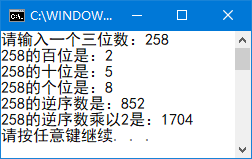 C:\WINDOW...
请输入一个三位数：258
258的百位是：2
258的十位是：5
258的个位是：8
258的逆序数是：852
258的逆序数乘以2是：1704
请按任意键继续. . .